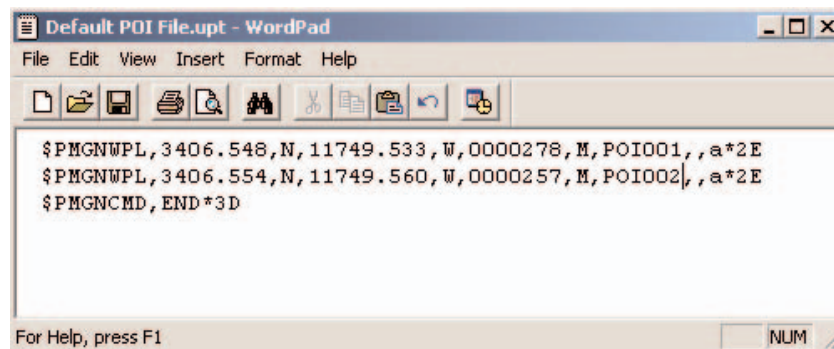 Default POI File.upt - WordPad
File Edit View Insert Format Help
$PMGNWPL,3406.548,N,11749.533,W,0000278,M,POI001,,a*2E
$PMGNWPL,3406.554,N,11749.560,W,0000257,M,POI002,,a*2E
$PMGNCMD,END*3D
For Help, press F1
NUM